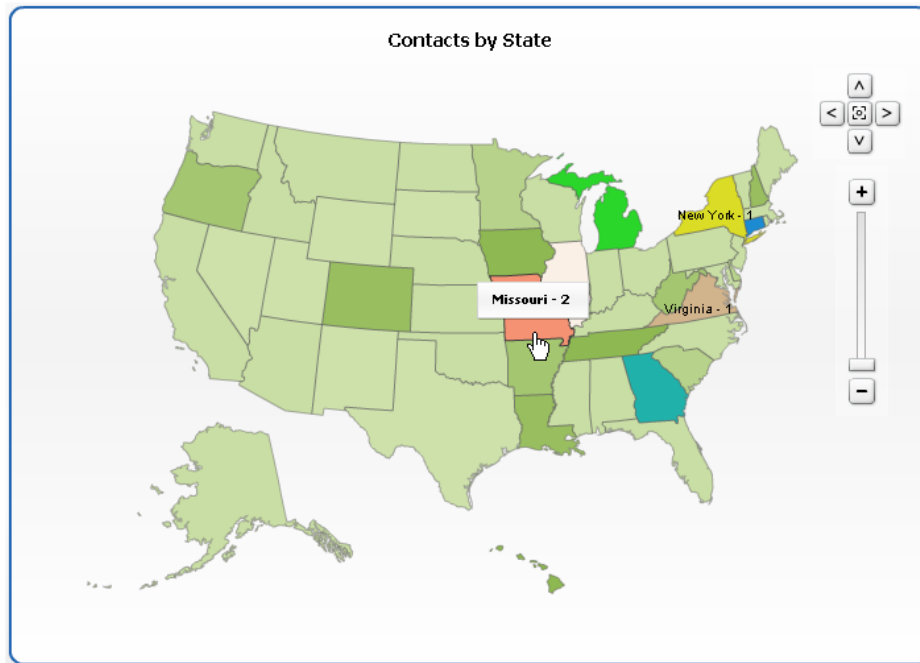 Contacts by State
New York - 1
Missouri - 2
Virginia - 1